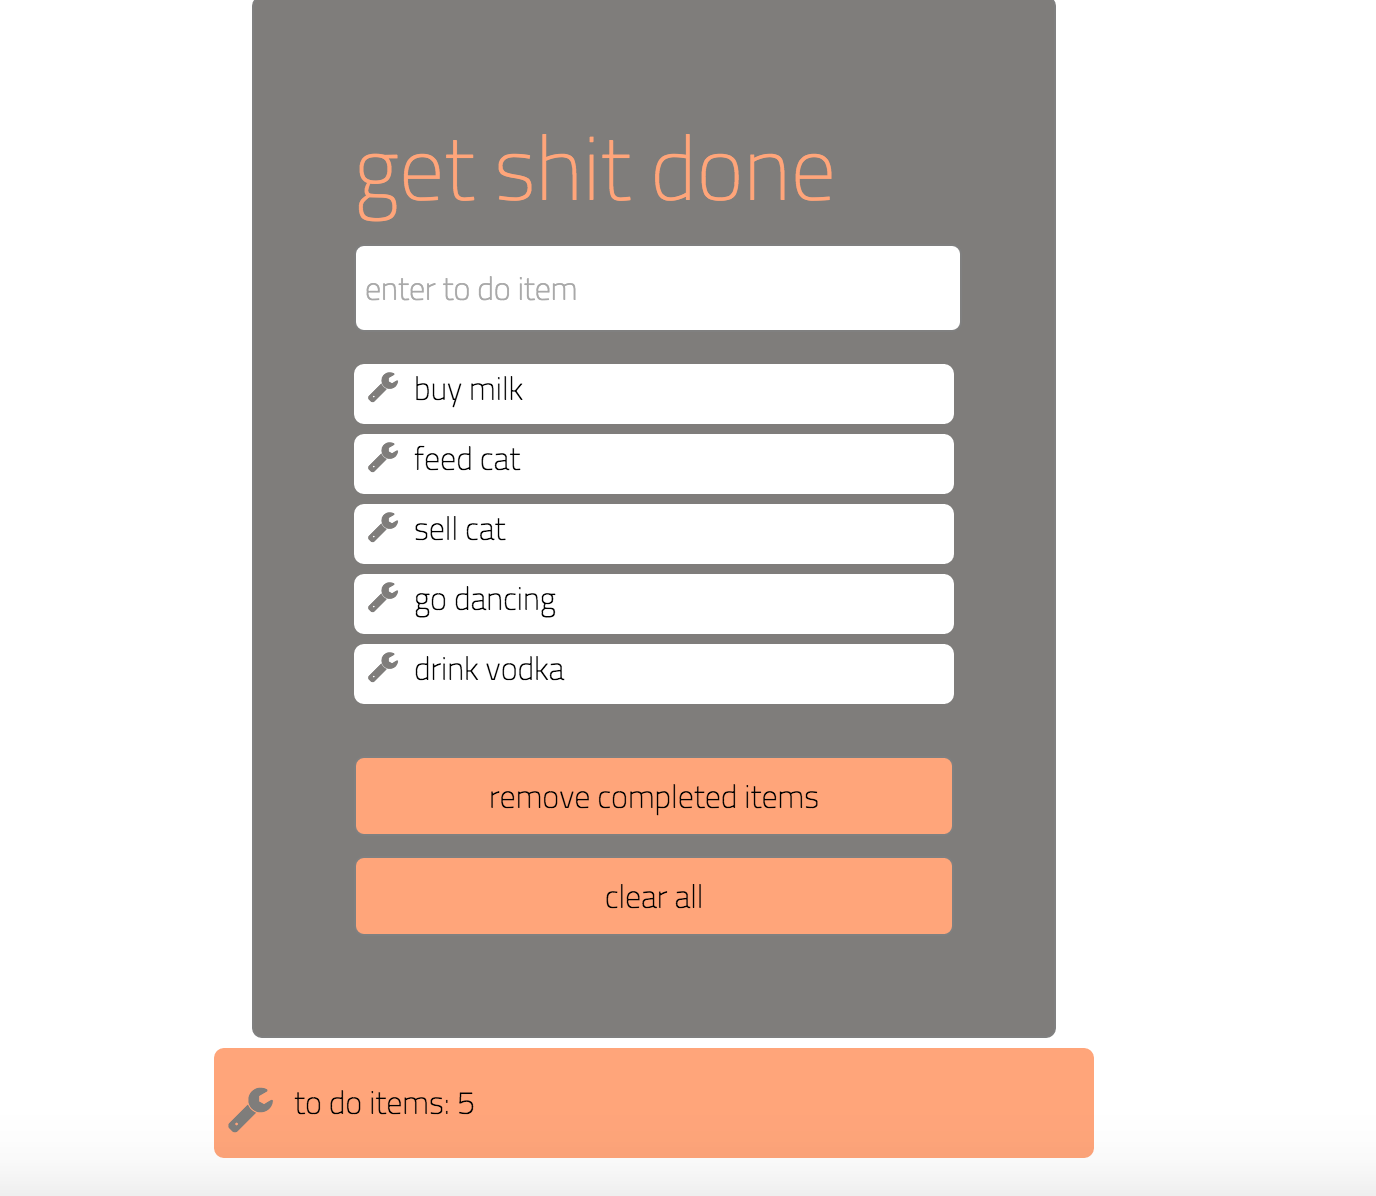 get shit done
enter to do item
buy milk
feed cat
sell cat
go dancing
drink vodka
remove completed items
clear all
to do items: 5